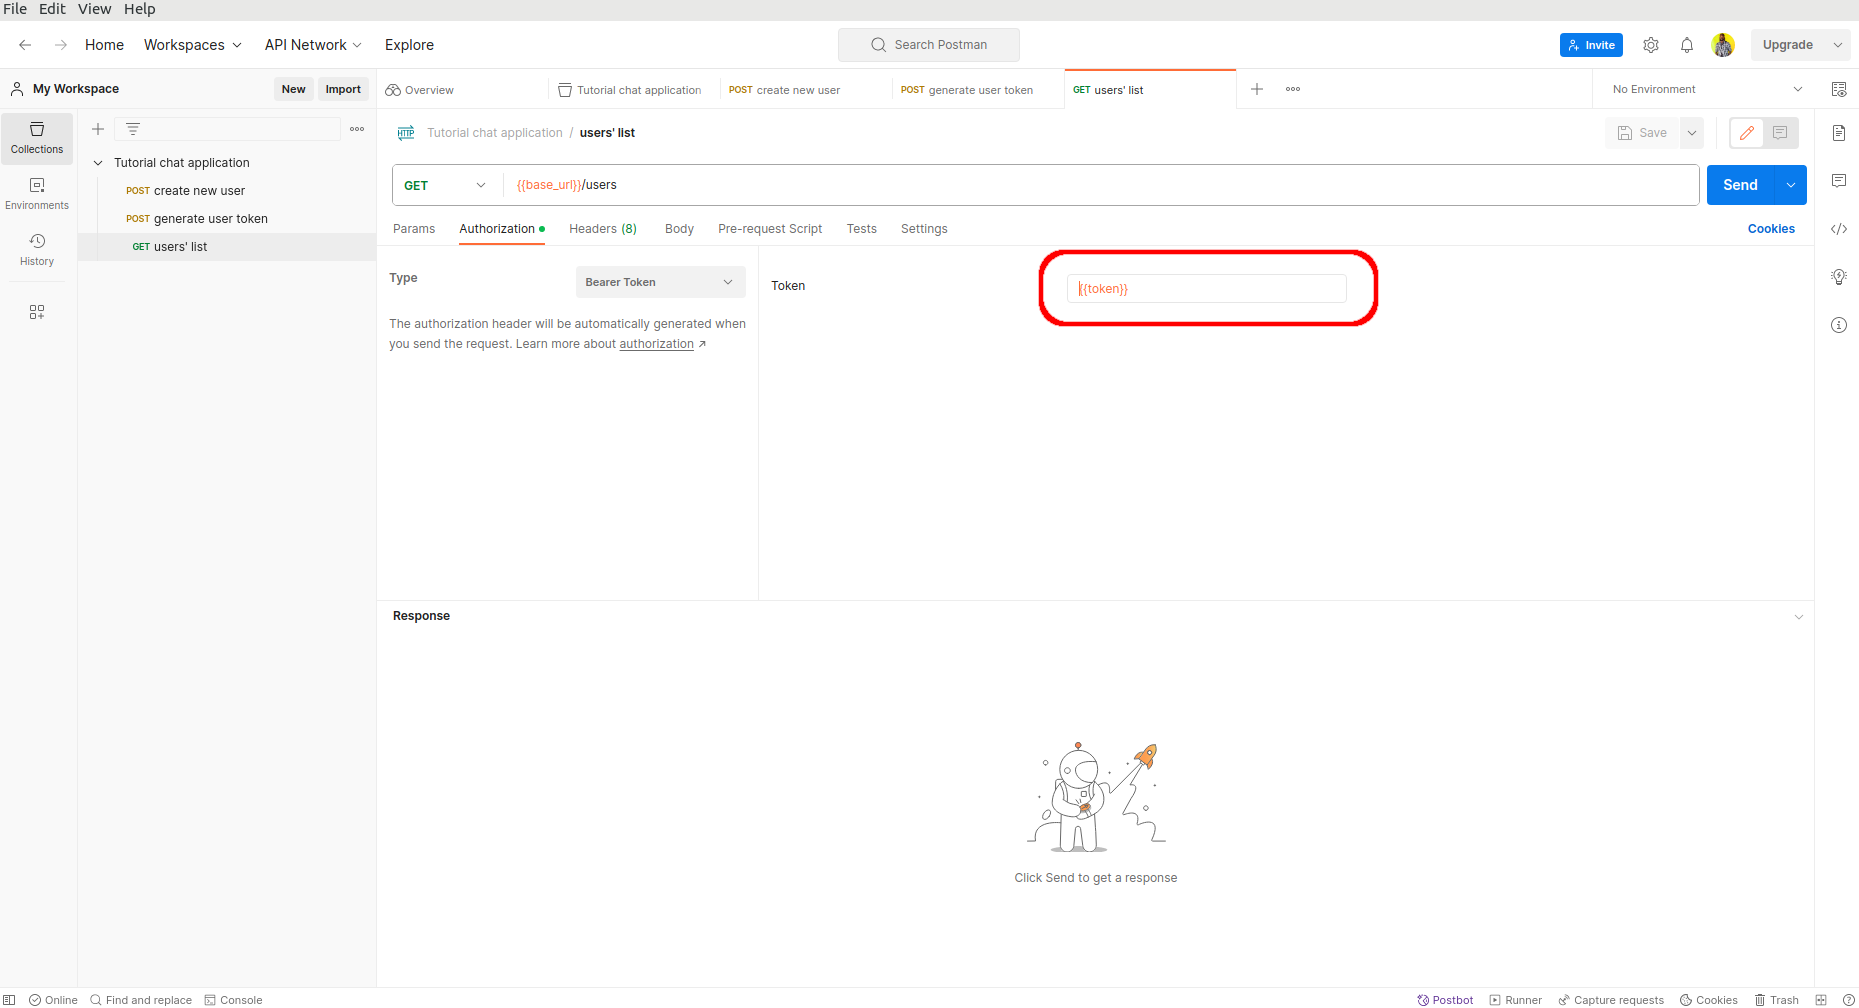 File Edit View Help
Home Workspaces API Network Explore Search Postman Invite Upgrade
My Workspace New Import Overview Tutorial chat application POST create new user POST generate user token GET users' list No Environment
HTTP Tutorial chat application / users' list Save
Collections
Environments
History
Tutorial chat application
POST create new user
POST generate user token
GET users' list
GET {{base_url}}/users Send
Params Authorization Headers (8) Body Pre-request Script Tests Settings Cookies
Type Bearer Token
The authorization header will be automatically generated when
you send the request. Learn more about authorization ↗
Token {{token}}
Response
Click Send to get a response
Online Find and replace Console Postbot Runner Capture requests Cookies Trash